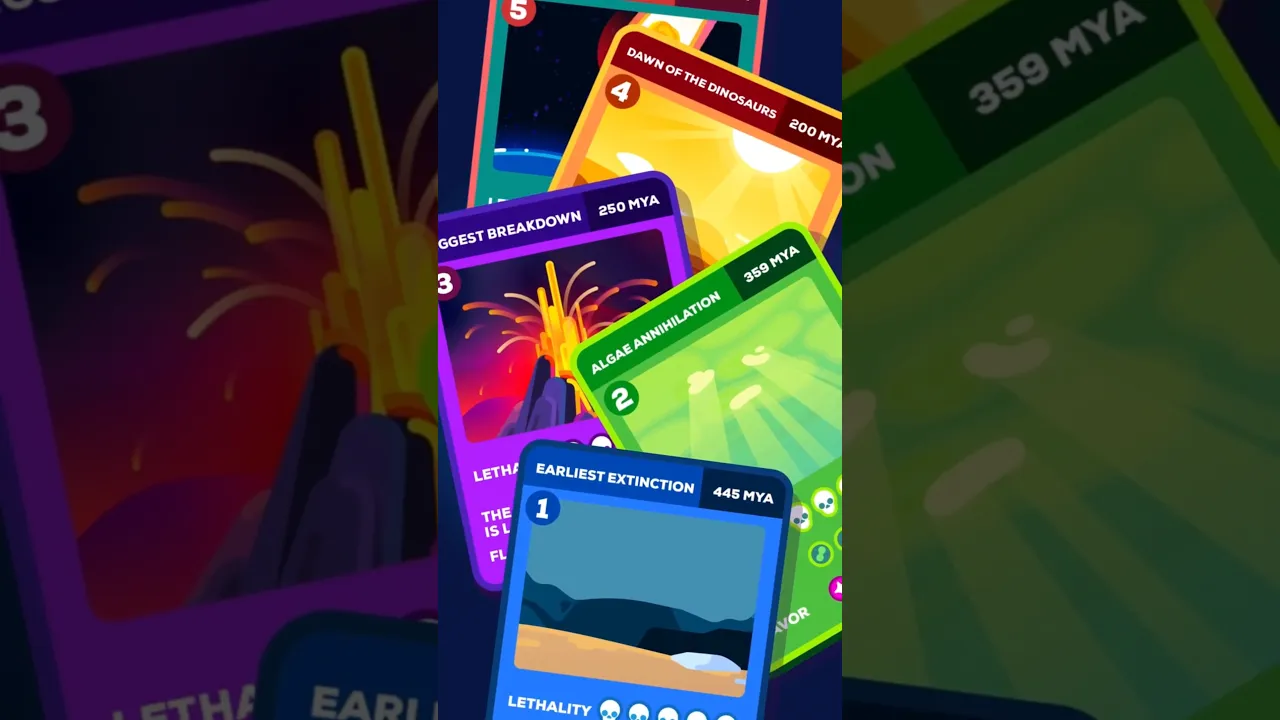 5
DAWN OF THE DINOSAURS 200 MYA
4
GGEST BREAKDOWN 250 MYA
3
LETHA
THE
IS L
FL
ALGAE ANNIHILATION 359 MYA
2
AVOR
EARLIEST EXTINCTION 445 MYA
1
LETHALITY
3
LETHA
EARL
ON 359 MYA